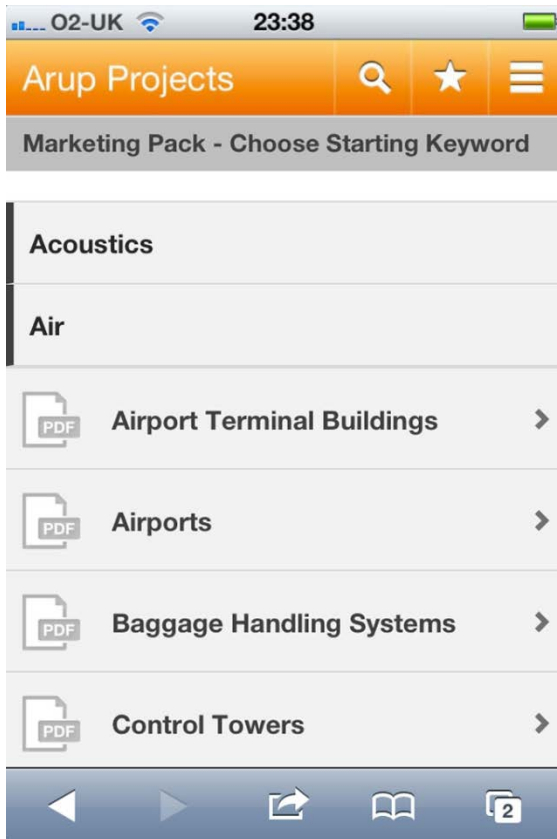 O2-UK 23:38
Arup Projects
Marketing Pack - Choose Starting Keyword
Acoustics
Air
PDF Airport Terminal Buildings
PDF Airports
PDF Baggage Handling Systems
PDF Control Towers
2